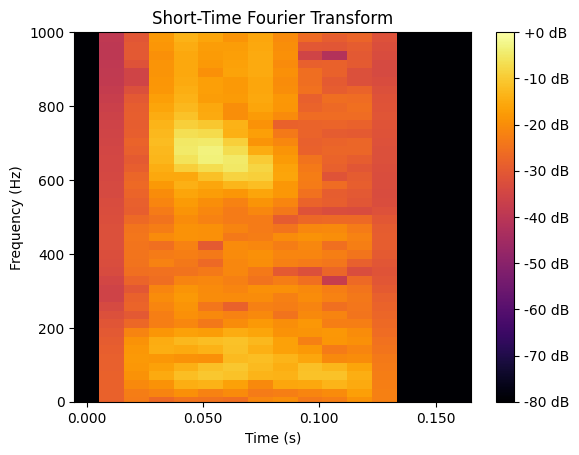 Short-Time Fourier Transform
1000
800
600
400
200
0
Frequency (Hz)
0.000
0.050
0.100
0.150
Time (s)
+0 dB
-10 dB
-20 dB
-30 dB
-40 dB
-50 dB
-60 dB
-70 dB
-80 dB